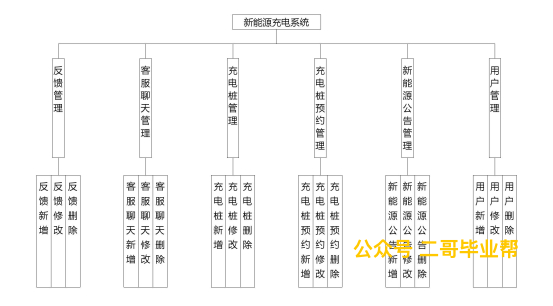 新能源充电系统
反馈管理
客服聊天管理
充电桩管理
充电桩预约管理
新能源公告管理
用户管理
反馈新增
反馈修改
反馈删除
客服聊天新增
客服聊天修改
客服聊天删除
充电桩新增
充电桩修改
充电桩删除
充电桩预约新增
充电桩预约修改
充电桩预约删除
新能源公告新增
新能源公告修改
新能源公告删除
用户新增
用户修改
用户删除
公众号 二哥毕业帮